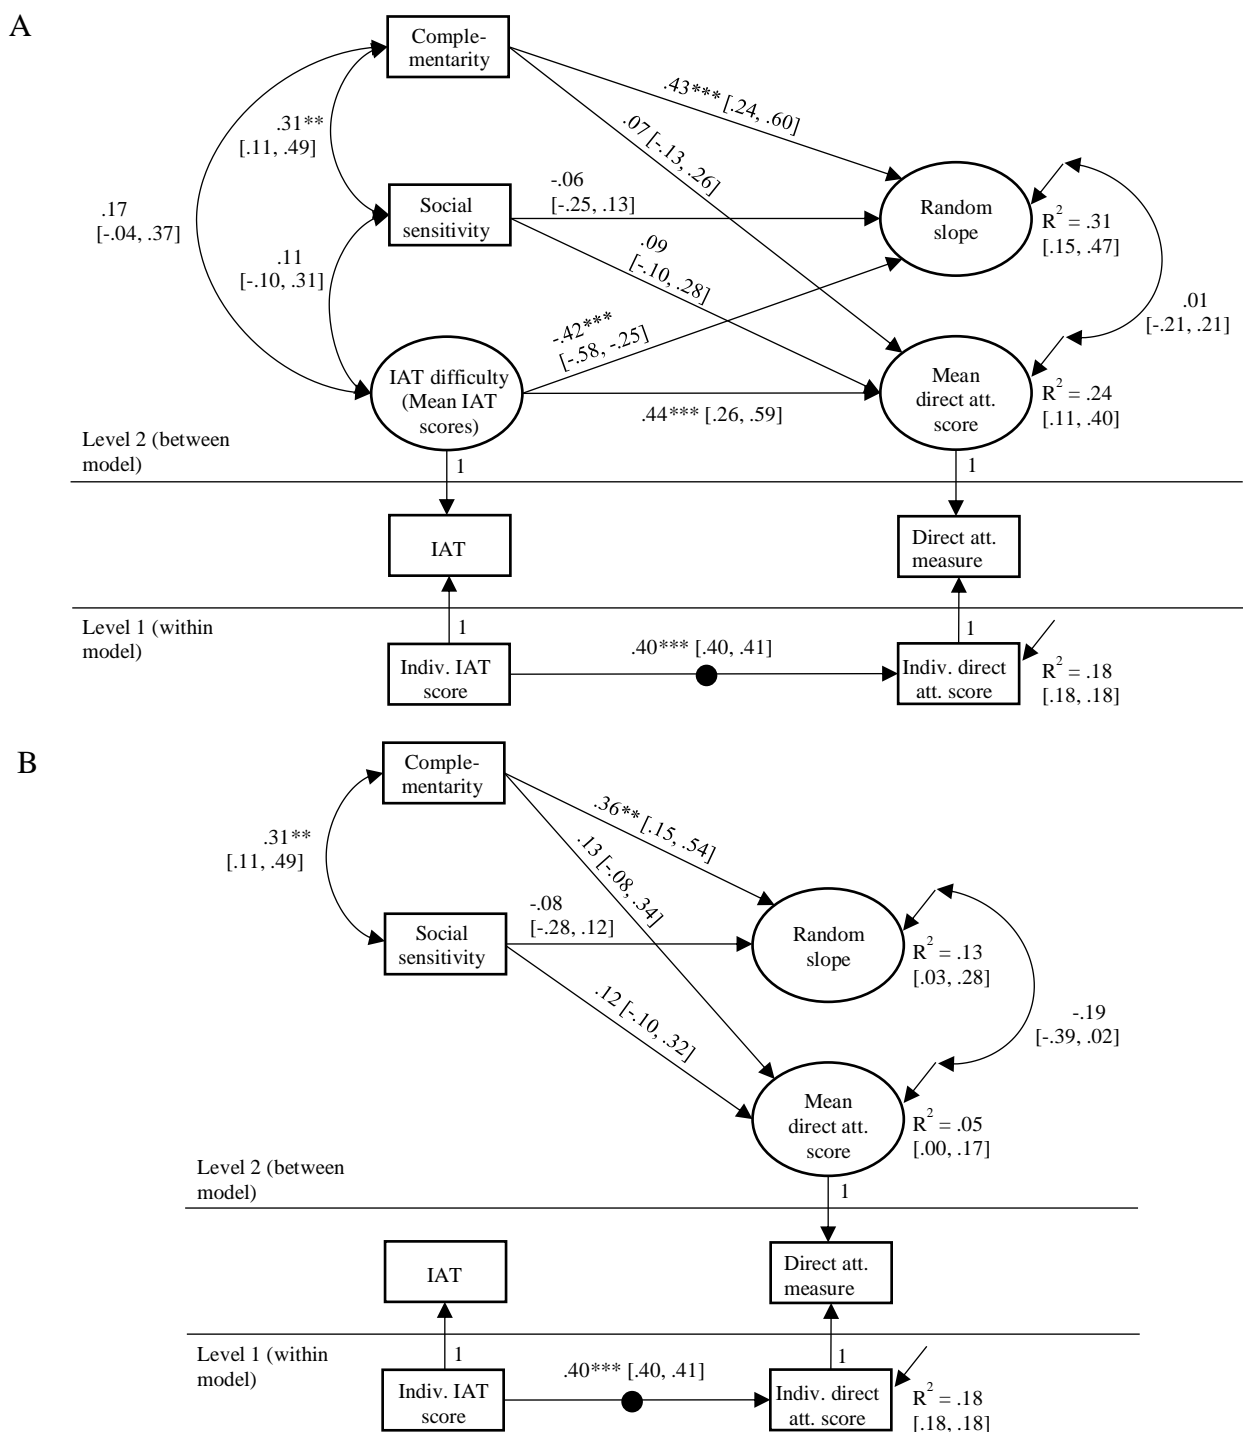 A
Comple-
mentarity
.43*** [.24, .60]
.07 [-.13, .26]
.31**
[.11, .49]
-.06
[-.25, .13]
Social
sensitivity
Random
slope
R² = .31
[.15, .47]
.17
[-.04, .37]
.09
[-.10, .28]
.11
[-.10, .31]
.01
[-.21, .21]
-.42***
[-.58, -.25]
IAT difficulty
(Mean IAT
scores)
Mean
direct att.
score
R² = .24
[.11, .40]
.44*** [.26, .59]
Level 2 (between
model)
1
1
IAT
Direct att.
measure
Level 1 (within
model)
1
1
.40*** [.40, .41]
Indiv. IAT
score
Indiv. direct
att. score
R² = .18
[.18, .18]
B
Comple-
mentarity
.36** [.15, .54]
.13 [-.08, .34]
.31**
[.11, .49]
-.08
[-.28, .12]
Social
sensitivity
Random
slope
R² = .13
[.03, .28]
.12 [-.10, .32]
-.19
[-.39, .02]
Mean
direct att.
score
R² = .05
[.00, .17]
Level 2 (between
model)
1
IAT
Direct att.
measure
Level 1 (within
model)
1
1
.40*** [.40, .41]
Indiv. IAT
score
Indiv. direct
att. score
R² = .18
[.18, .18]